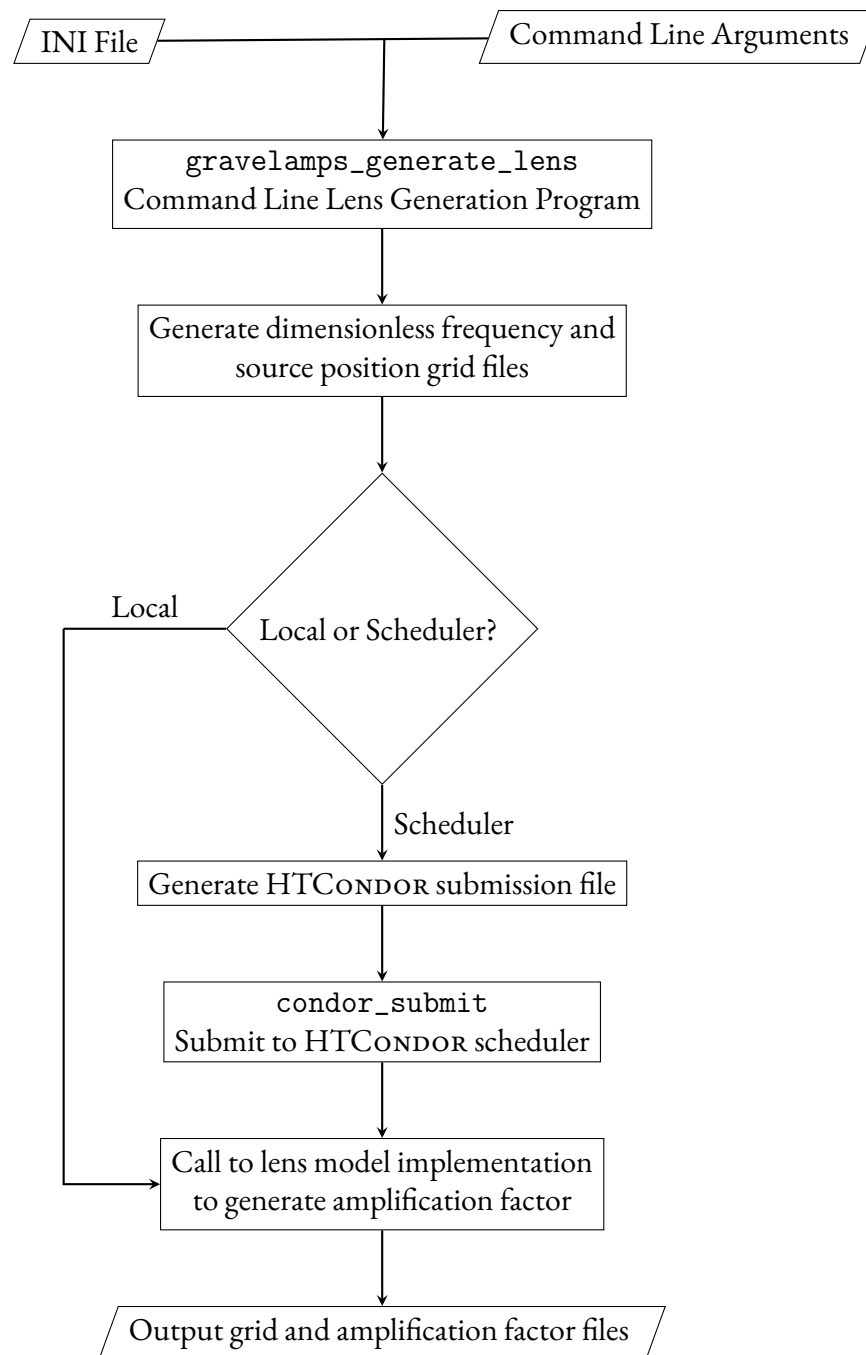 INI File
Command Line Arguments
gravelamps_generate_lens
Command Line Lens Generation Program
Generate dimensionless frequency and
source position grid files
Local
Local or Scheduler?
Scheduler
Generate HTCONDOR submission file
condor_submit
Submit to HTCONDOR scheduler
Call to lens model implementation
to generate amplification factor
Output grid and amplification factor files